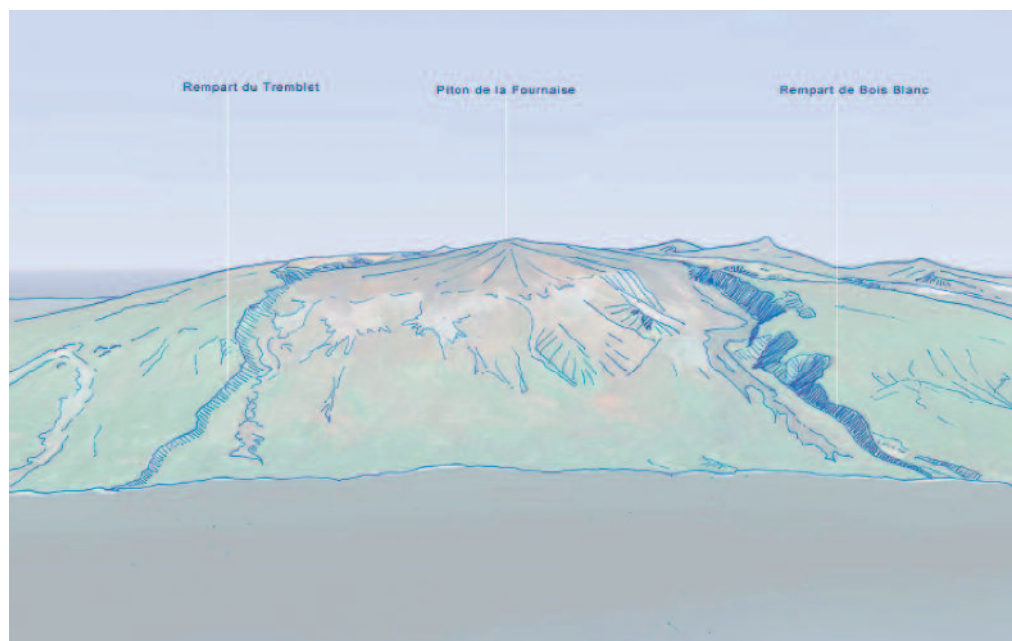 Rempart du Tremblet
Piton de la Fournaise
Rempart de Bois Blanc